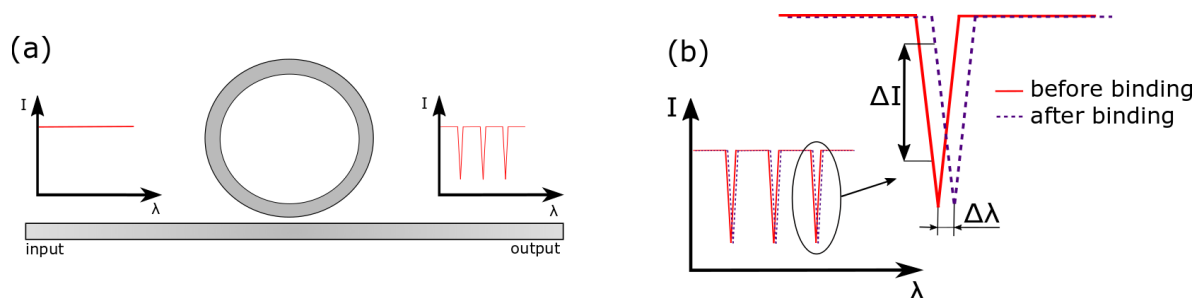 (a)
I
λ
I
λ
input
output
(b)
I
λ
ΔI
Δλ
before binding
after binding